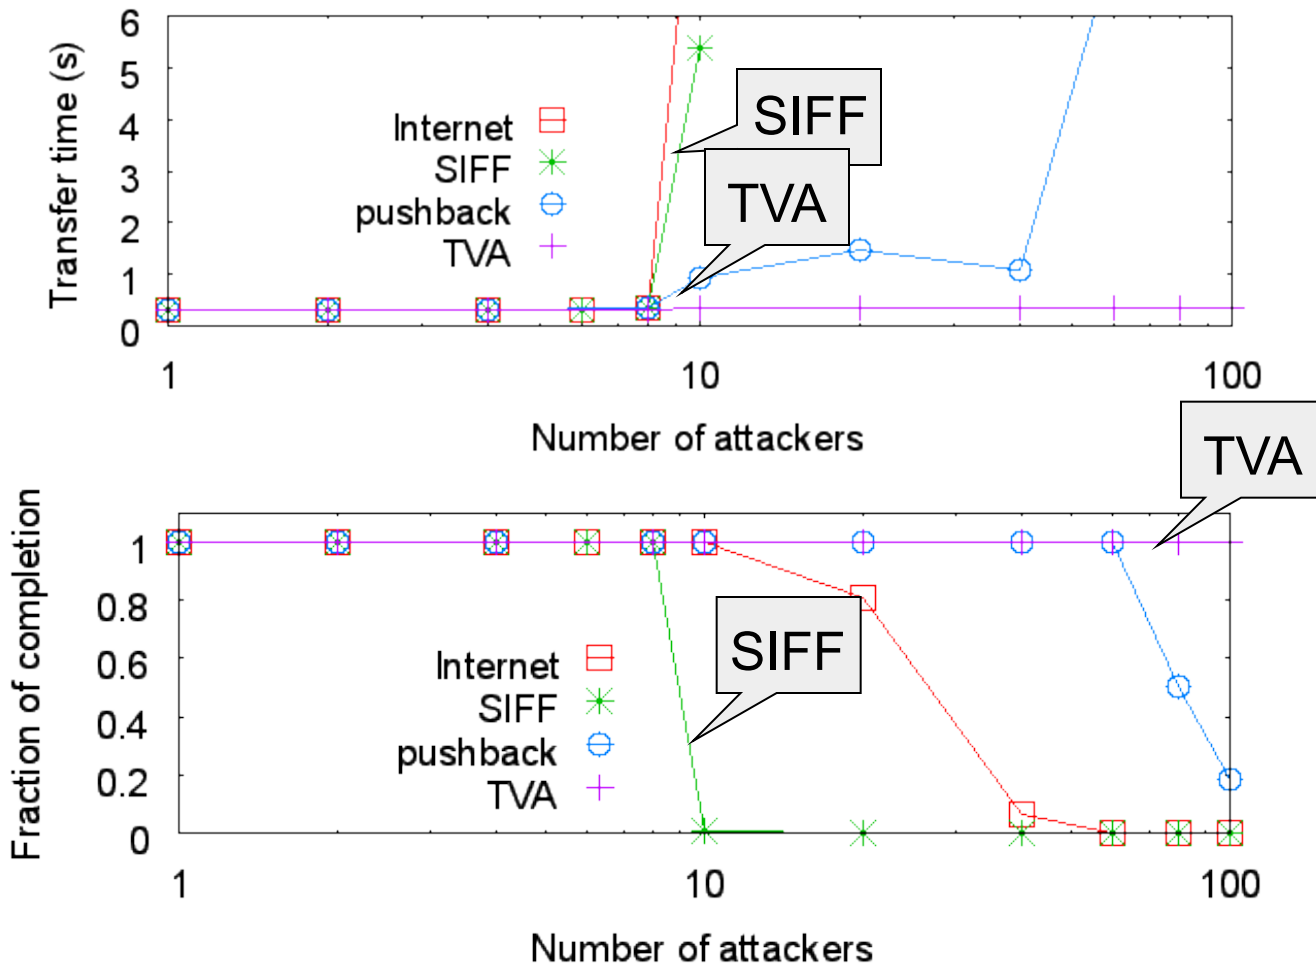 6
5
4
3
2
1
0
Transfer time (s)
Internet
SIFF
pushback
TVA
SIFF
TVA
1 10 100
Number of attackers
1
0.8
0.6
0.4
0.2
0
Fraction of completion
Internet
SIFF
pushback
TVA
SIFF
TVA
1 10 100
Number of attackers